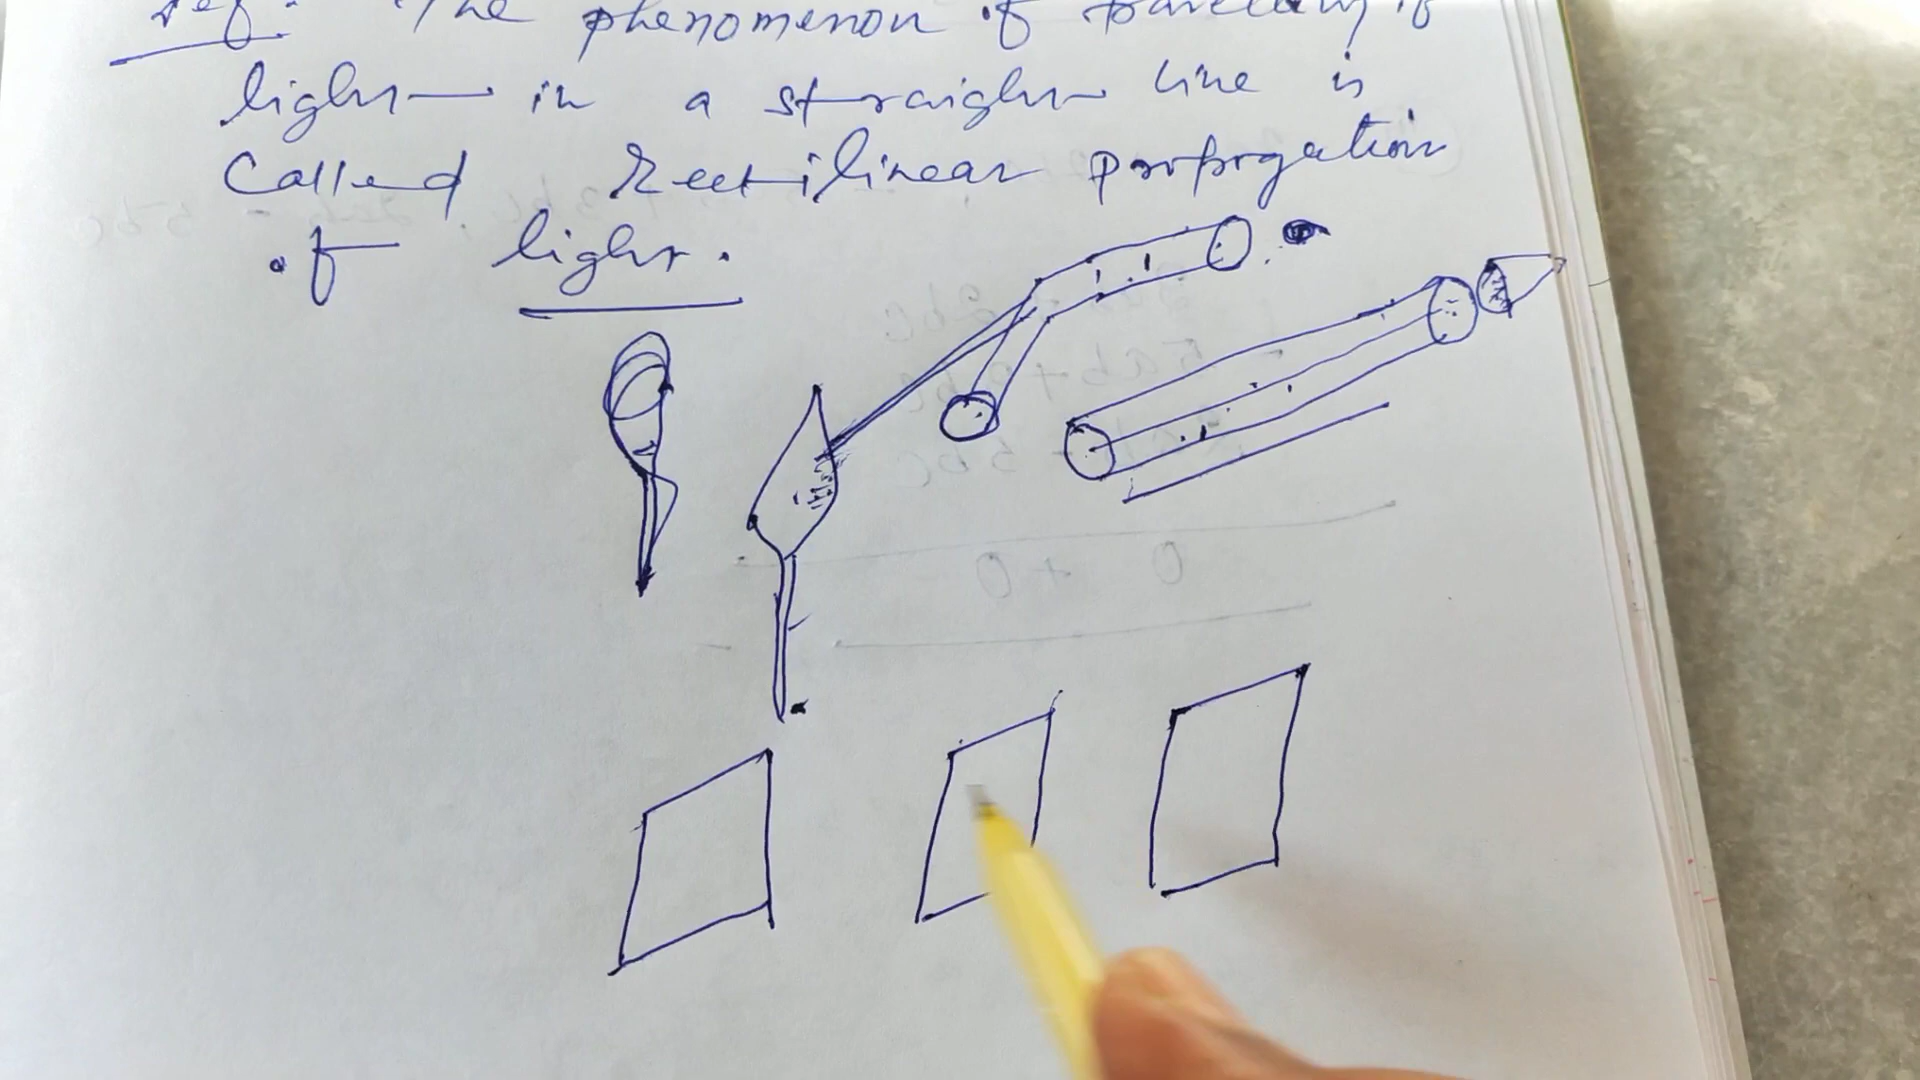 Def: The phenomenon of travelling of
light in a straight line is
Called Rectilinear propogation
of light.